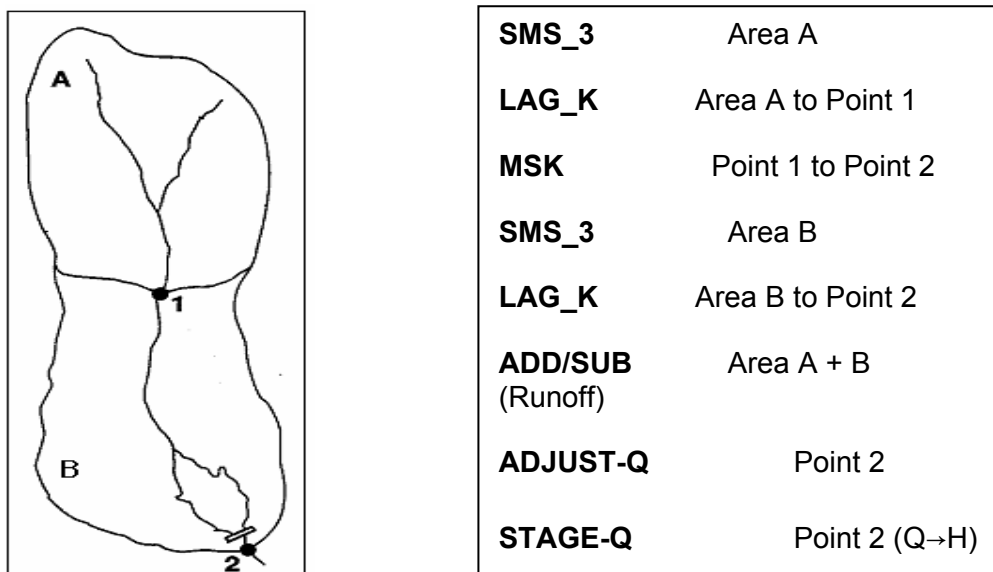 A
1
B
2
SMS_3 Area A
LAG_K Area A to Point 1
MSK Point 1 to Point 2
SMS_3 Area B
LAG_K Area B to Point 2
ADD/SUB Area A + B
(Runoff)
ADJUST-Q Point 2
STAGE-Q Point 2 (Q→H)